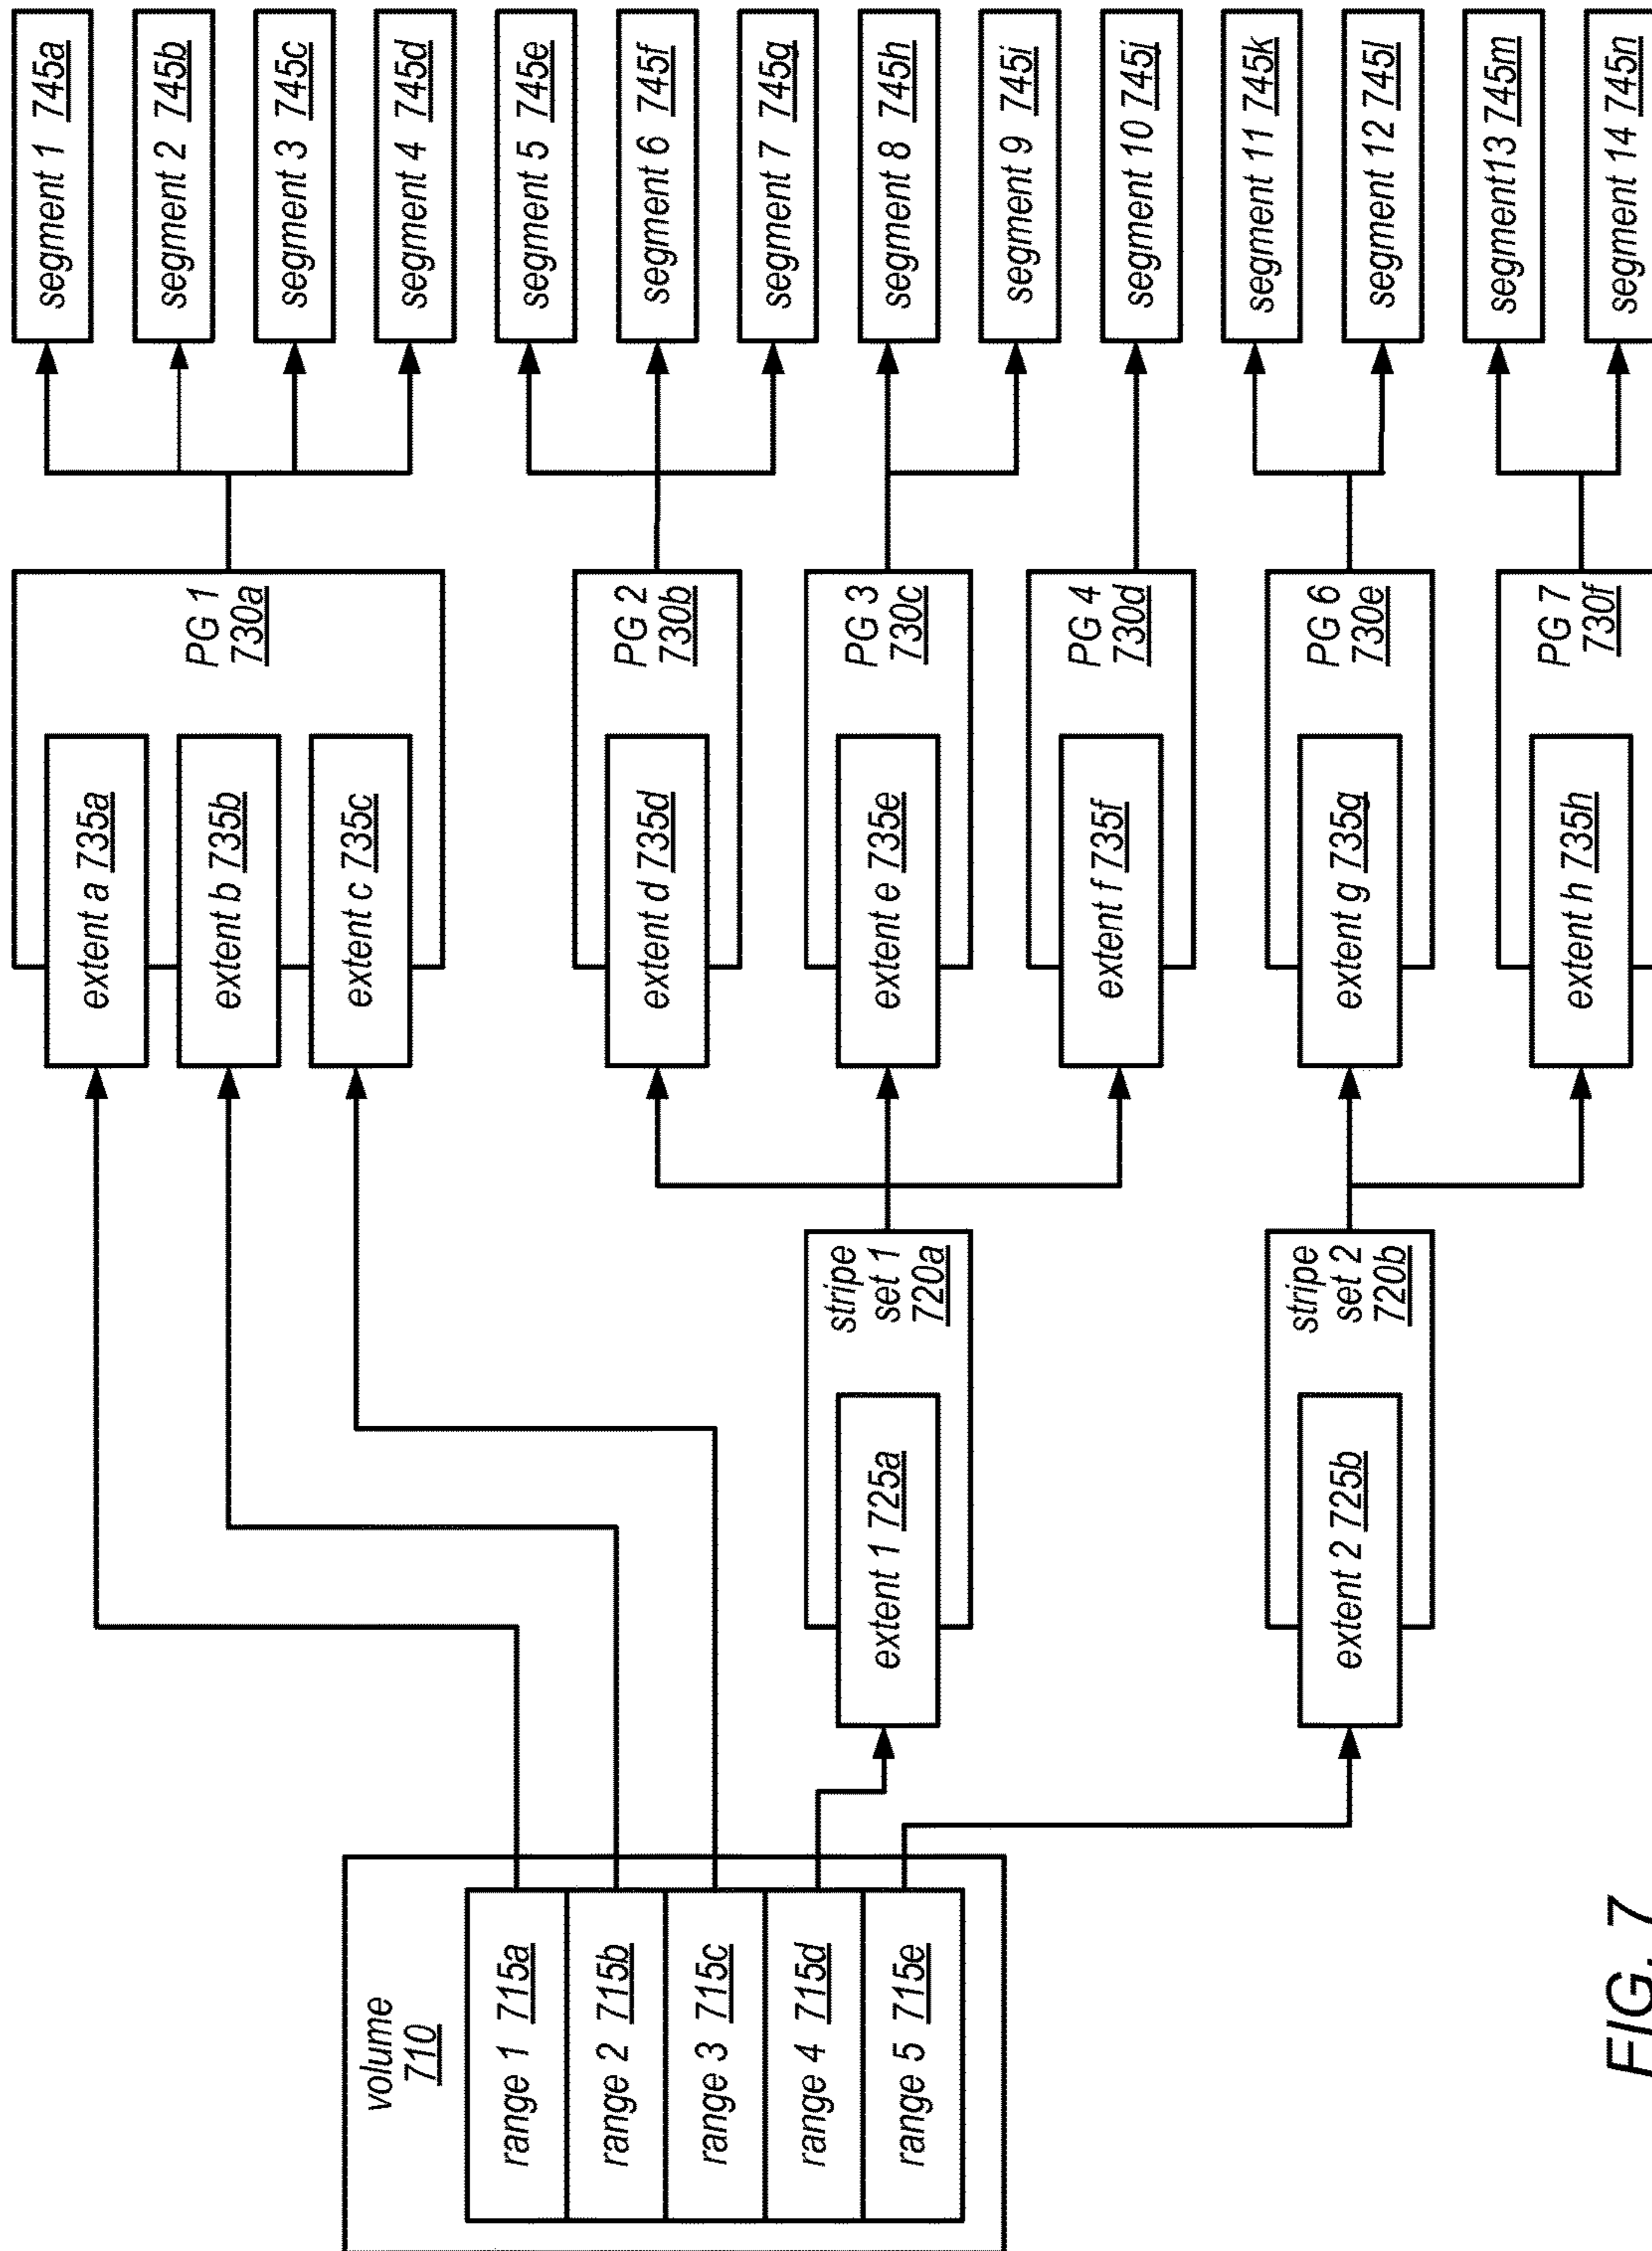 volume
710
range 1 715a
range 2 715b
range 3 715c
range 4 715d
range 5 715e
extent 1 725a
stripe
set 1
720a
extent 2 725b
stripe
set 2
720b
extent a 735a
extent b 735b
extent c 735c
PG 1
730a
extent d 735d
PG 2
730b
extent e 735e
PG 3
730c
extent f 735f
PG 4
730d
extent g 735g
PG 6
730e
extent h 735h
PG 7
730f
segment 1 745a
segment 2 745b
segment 3 745c
segment 4 745d
segment 5 745e
segment 6 745f
segment 7 745g
segment 8 745h
segment 9 745i
segment 10 745j
segment 11 745k
segment 12 745l
segment13 745m
segment 14 745n
FIG. 7